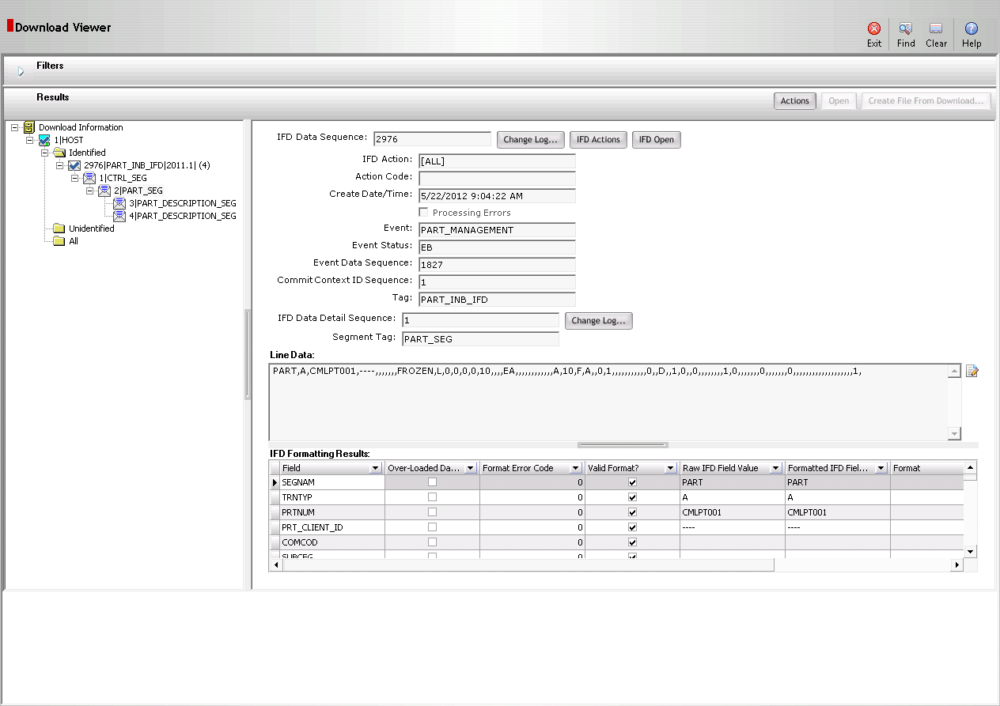 Download Viewer
Exit Find Clear Help
Filters
Results
Actions Open Create File From Download...
Download Information
1|HOST
Identified
2976|PART_INB_IFD|2011.1| (4)
1|CTRL_SEG
2|PART_SEG
3|PART_DESCRIPTION_SEG
4|PART_DESCRIPTION_SEG
Unidentified
All
IFD Data Sequence: 2976 Change Log... IFD Actions IFD Open
IFD Action: [ALL]
Action Code:
Create Date/Time: 5/22/2012 9:04:22 AM
Processing Errors
Event: PART_MANAGEMENT
Event Status: EB
Event Data Sequence: 1827
Commit Context ID Sequence: 1
Tag: PART_INB_IFD
IFD Data Detail Sequence: 1 Change Log...
Segment Tag: PART_SEG
Line Data:
PART,A,CMLPT001,----,,,,,,,FROZEN,L,0,0,0,0,10,,,,EA,,,,,,,,,,,,A,10,F,A,,0,1,,,,,,,,,,,0,,D,,1,0,,0,,,,,,,,1,0,,,,,,,0,,,,,,,0,,,,,,,,,,,,,,,,,,,1,
IFD Formatting Results:
Field Over-Loaded Da... Format Error Code Valid Format? Raw IFD Field Value Formatted IFD Fiel... Format
SEGNAM 0 PART PART
TRNTYP 0 A A
PRTNUM 0 CMLPT001 CMLPT001
PRT_CLIENT_ID 0 ---- ----
COMCOD 0